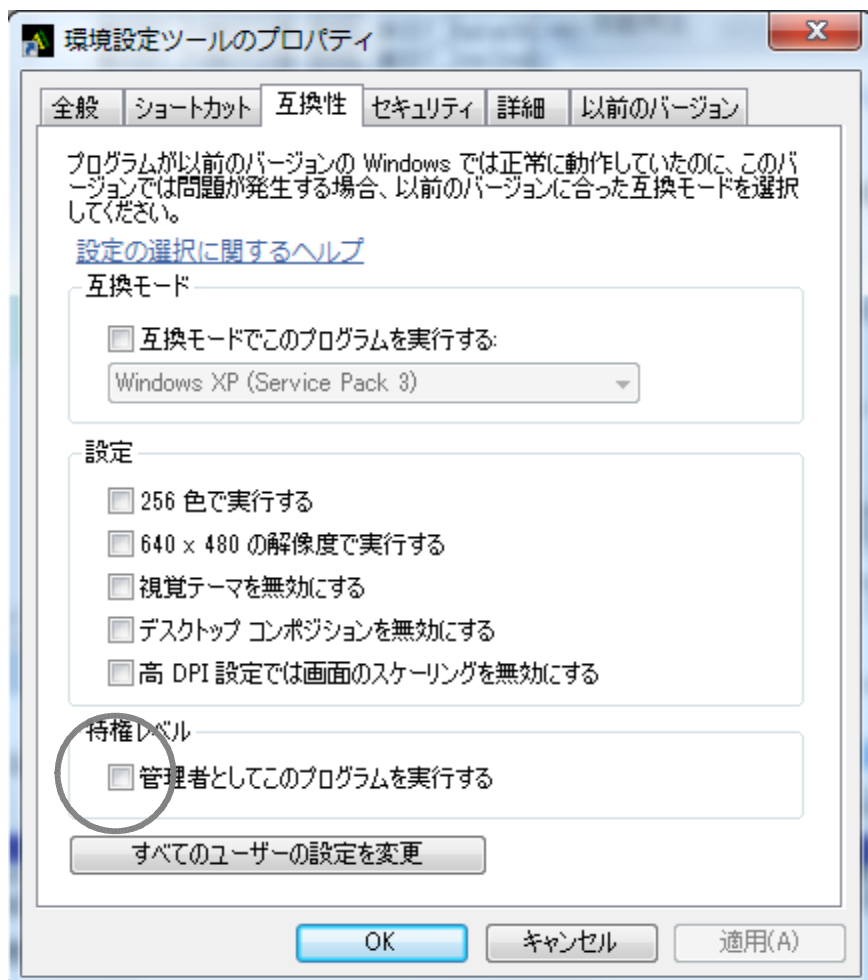 環境設定ツールのプロパティ
全般 ショートカット 互換性 セキュリティ 詳細 以前のバージョン
プログラムが以前のバージョンの Windows では正常に動作していたのに、このバ
ージョンでは問題が発生する場合、以前のバージョンに合った互換モードを選択
してください。
設定の選択に関するヘルプ
互換モード
互換モードでこのプログラムを実行する:
Windows XP (Service Pack 3)
設定
256 色で実行する
640 x 480 の解像度で実行する
視覚テーマを無効にする
デスクトップ コンポジションを無効にする
高 DPI 設定では画面のスケーリングを無効にする
特権レベル
管理者としてこのプログラムを実行する
すべてのユーザーの設定を変更
OK キャンセル 適用(A)